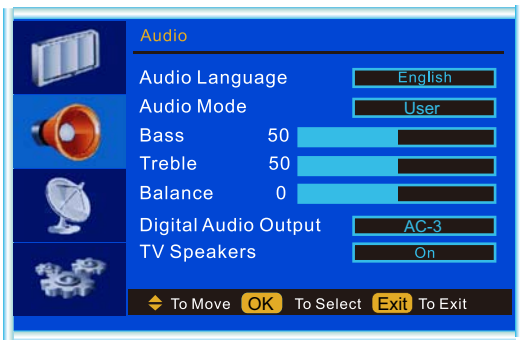 Audio
Audio Language English
Audio Mode User
Bass 50
Treble 50
Balance 0
Digital Audio Output AC-3
TV Speakers On
To Move OK To Select Exit To Exit